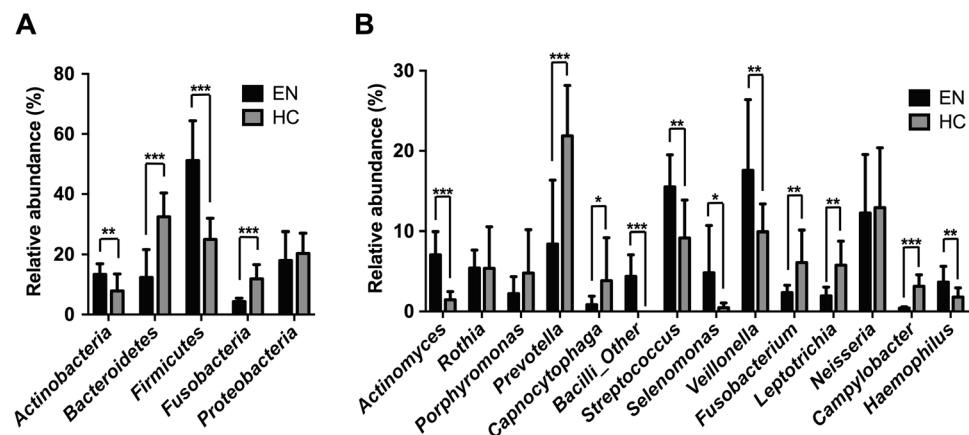 A
Relative abundance (%)
80
60
40
20
0
EN
HC
**
***
***
***
Actinobacteria
Bacteroidetes
Firmicutes
Fusobacteria
Proteobacteria
B
Relative abundance (%)
30
20
10
0
EN
HC
***
***
*
***
**
*
**
**
**
***
**
Actinomyces
Rothia
Porphyromonas
Prevotella
Capnocytophaga
Bacilli_Other
Streptococcus
Selenomonas
Veillonella
Fusobacterium
Leptotrichia
Neisseria
Campylobacter
Haemophilus